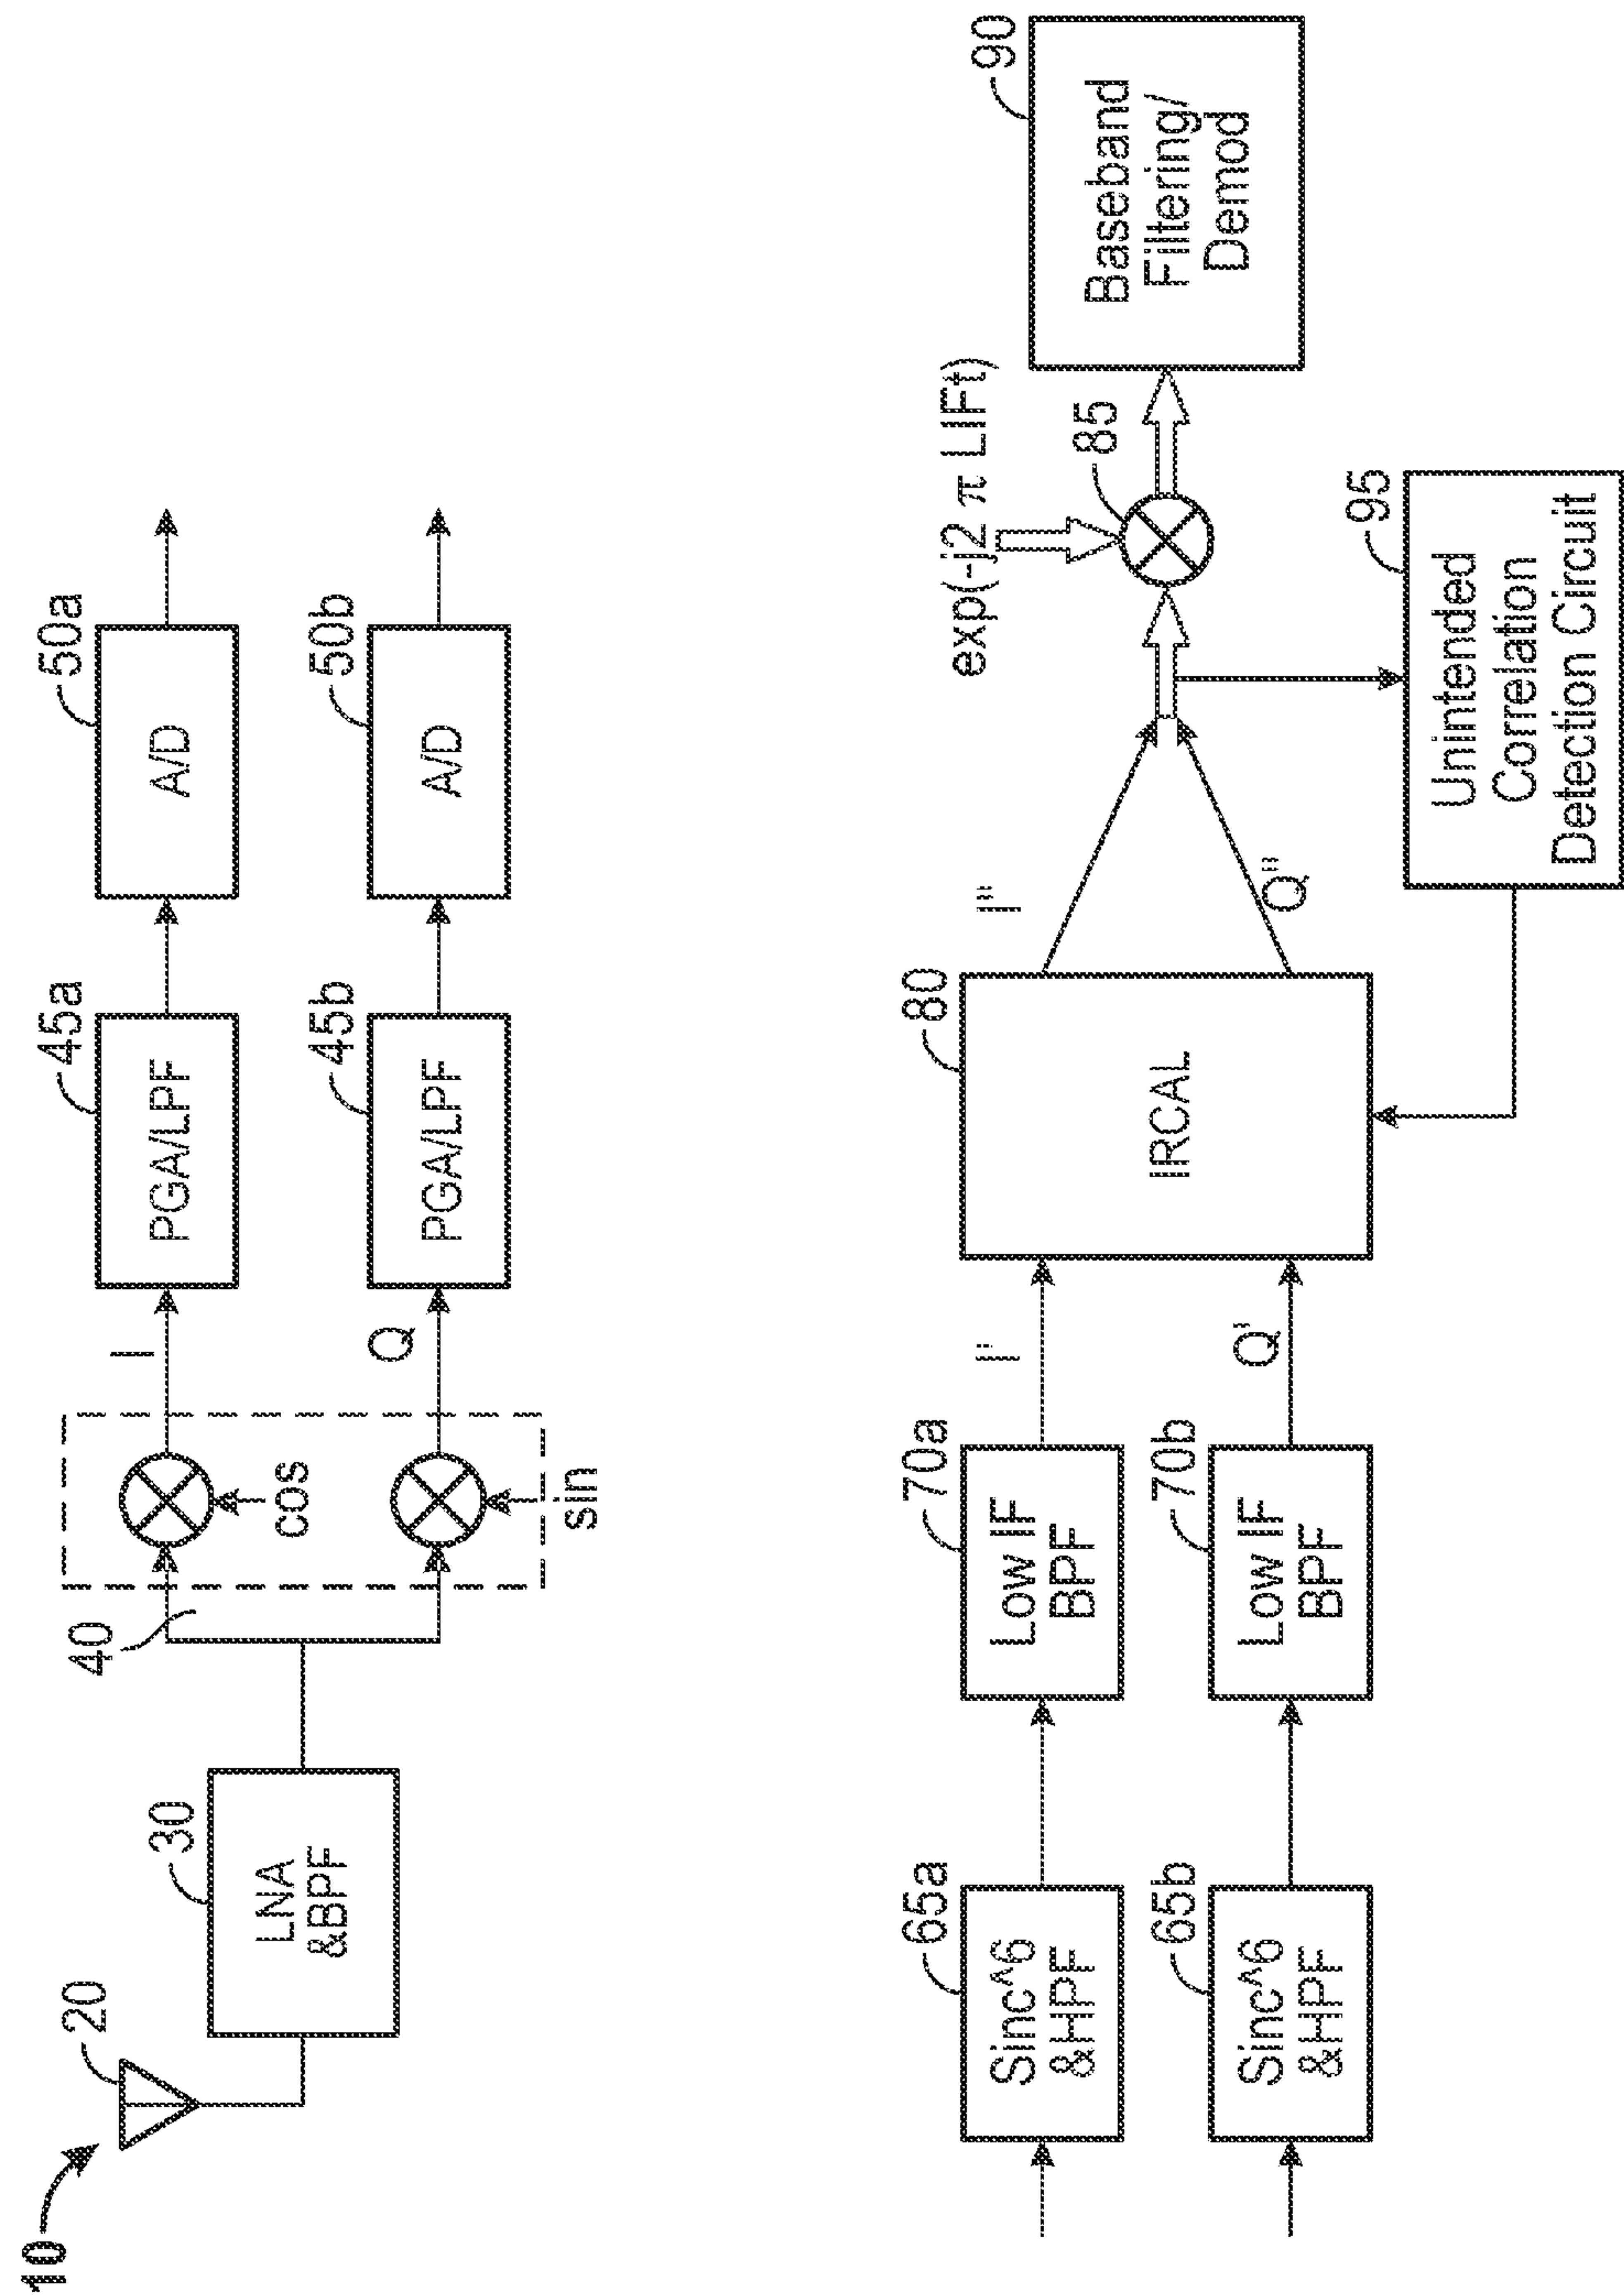 10
20
30
LNA
&BPF
40
cos
sin
I
Q
45a
PGA/LPF
45b
PGA/LPF
50a
A/D
50b
A/D
65a
Sinc^6
&HPF
65b
Sinc^6
&HPF
70a
Low IF
BPF
70b
Low IF
BPF
I'
Q'
80
IRCAL
I"
Q"
exp(-j2 π LIFt)
85
90
Baseband
Filtering/
Demod
95
Unintended
Correlation
Detection Circuit